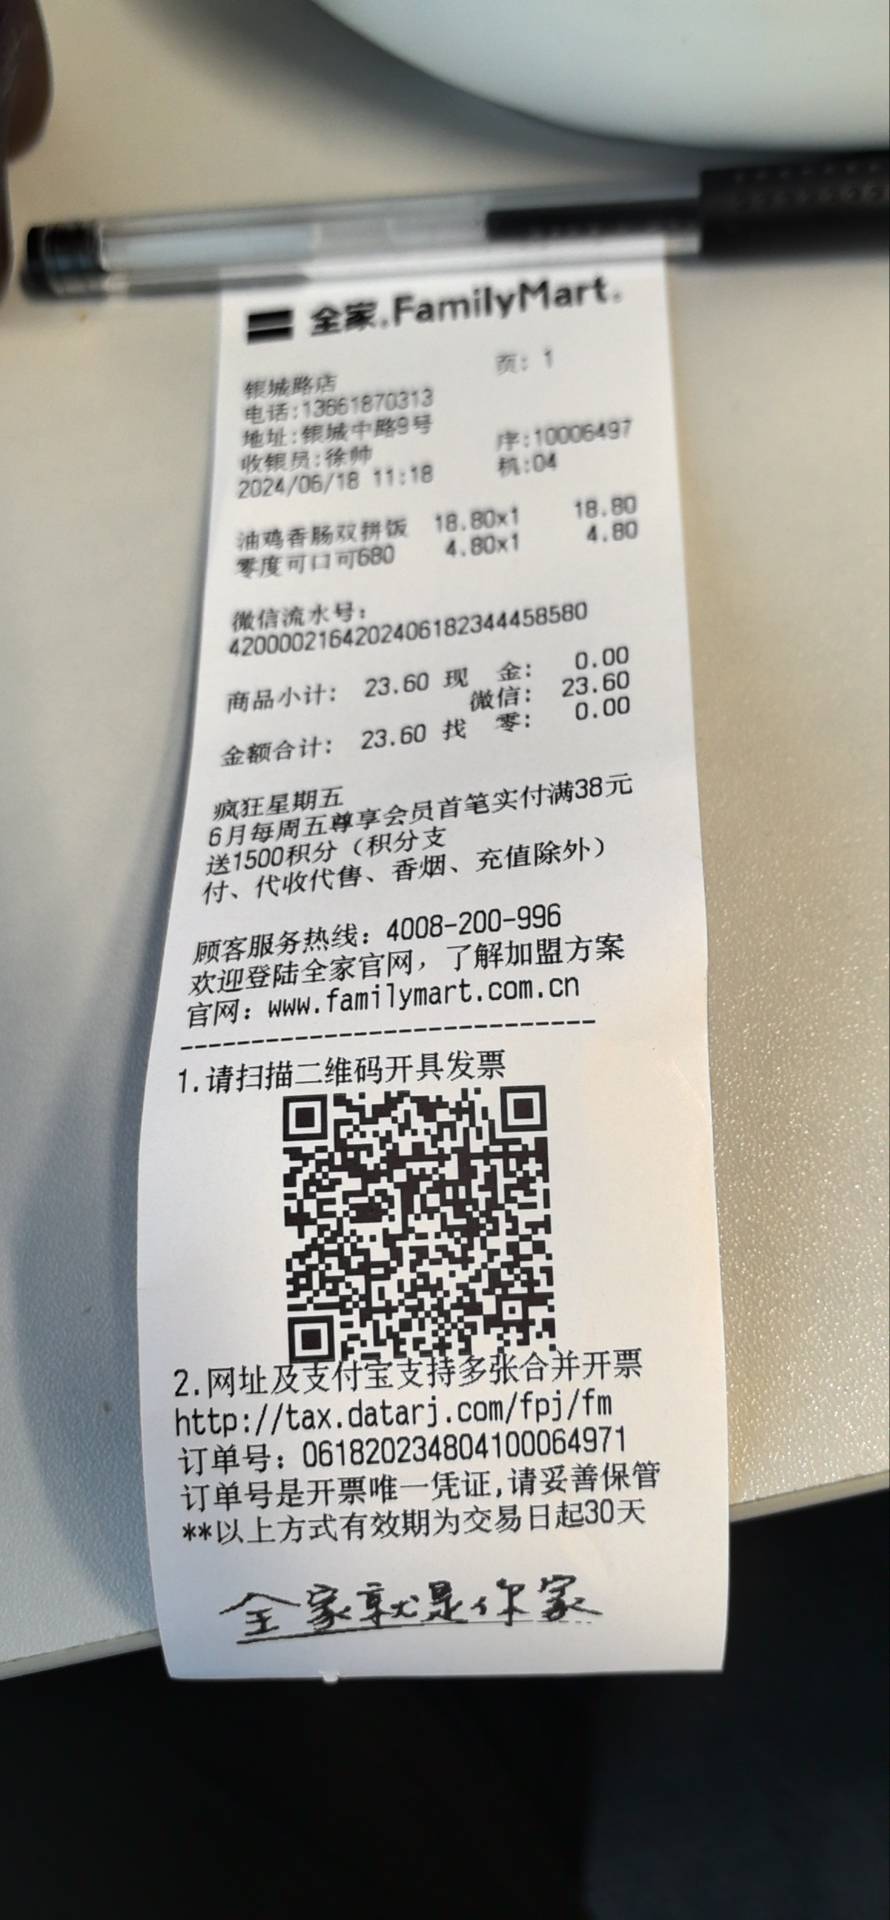 全家.FamilyMart.
页: 1
银城路店
电话:13661870313
地址:银城中路9号
收银员:徐帅 序:10006497
2024/06/18 11:18 机:04
油鸡香肠双拼饭 18.80x1 18.80
零度可口可680 4.80x1 4.80
微信流水号:
4200002164202406182344458580
商品小计: 23.60 现 金: 0.00
微信: 23.60
金额合计: 23.60 找 零: 0.00
疯狂星期五
6月每周五尊享会员首笔实付满38元
送1500积分（积分支
付、代收代售、香烟、充值除外）
顾客服务热线：4008-200-996
欢迎登陆全家官网，了解加盟方案
官网：www.familymart.com.cn
------------------------------
1.请扫描二维码开具发票
2.网址及支付宝支持多张合并开票
http://tax.datarj.com/fpj/fm
订单号：0618202348041000​64971
订单号是开票唯一凭证,请妥善保管
**以上方式有效期为交易日起30天
全家就是你家